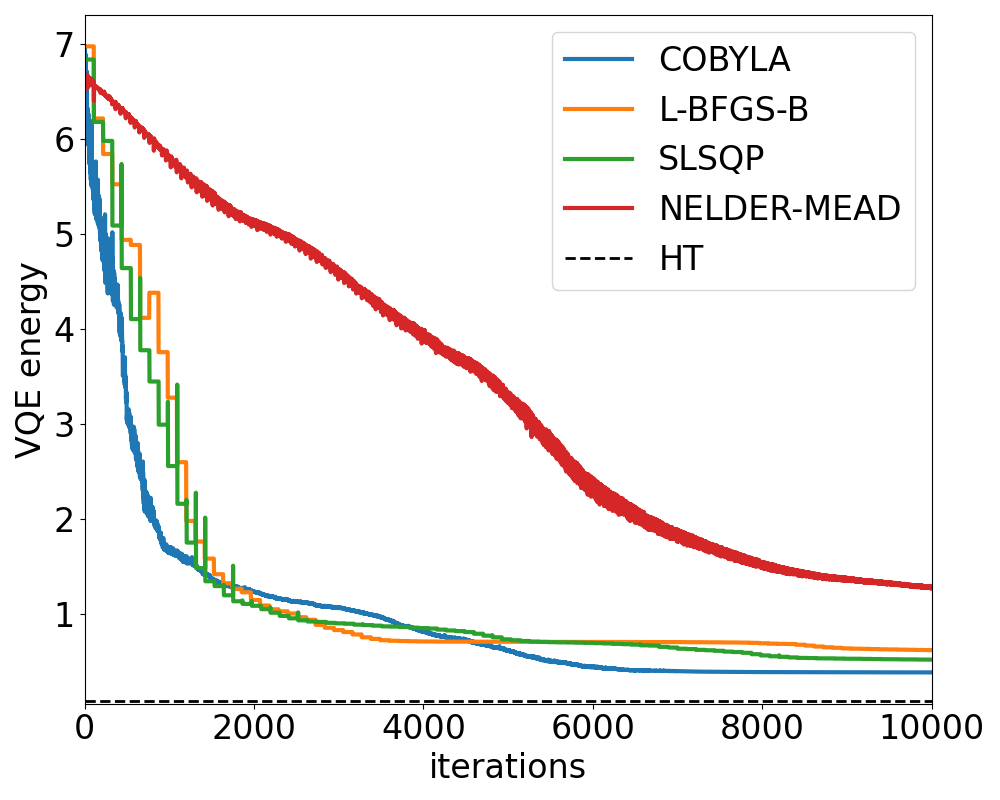 7
6
5
4
3
2
1
VQE energy
0
2000
4000
6000
8000
10000
iterations
COBYLA
L-BFGS-B
SLSQP
NELDER-MEAD
HT